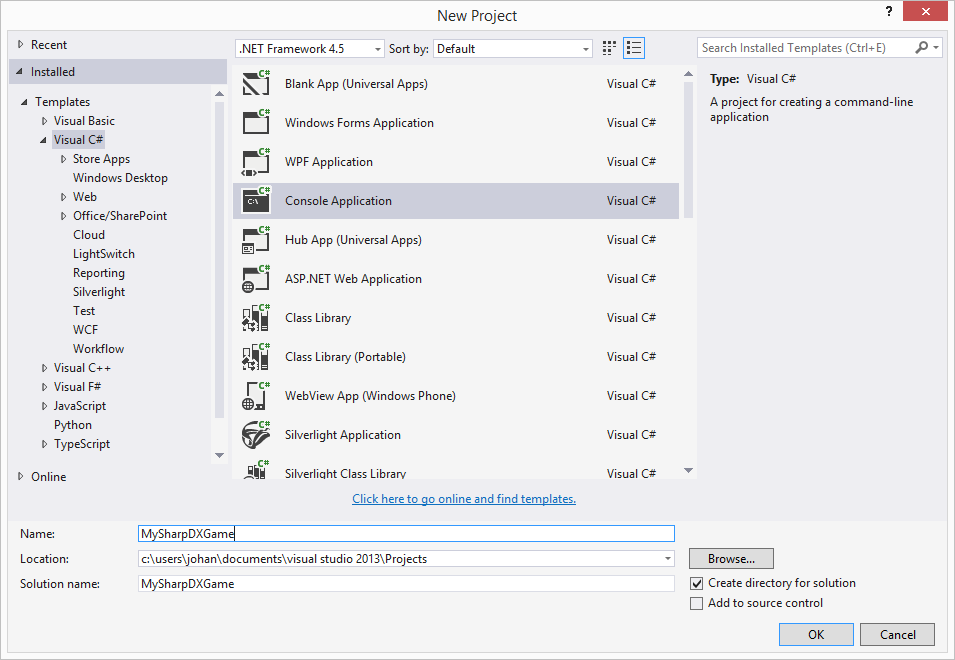 New Project
?
Recent
Installed
Templates
Visual Basic
Visual C#
Store Apps
Windows Desktop
Web
Office/SharePoint
Cloud
LightSwitch
Reporting
Silverlight
Test
WCF
Workflow
Visual C++
Visual F#
JavaScript
Python
TypeScript
Online
.NET Framework 4.5
Sort by: Default
C# Blank App (Universal Apps) Visual C#
C# Windows Forms Application Visual C#
C# WPF Application Visual C#
C# C:\ Console Application Visual C#
C# Hub App (Universal Apps) Visual C#
C# ASP.NET Web Application Visual C#
C# Class Library Visual C#
C# Class Library (Portable) Visual C#
C# WebView App (Windows Phone) Visual C#
C# Silverlight Application Visual C#
C# Silverlight Class Library Visual C#
Click here to go online and find templates.
Search Installed Templates (Ctrl+E)
Type: Visual C#
A project for creating a command-line
application
Name: MySharpDXGame
Location: c:\users\johan\documents\visual studio 2013\Projects Browse...
Solution name: MySharpDXGame
Create directory for solution
Add to source control
OK Cancel